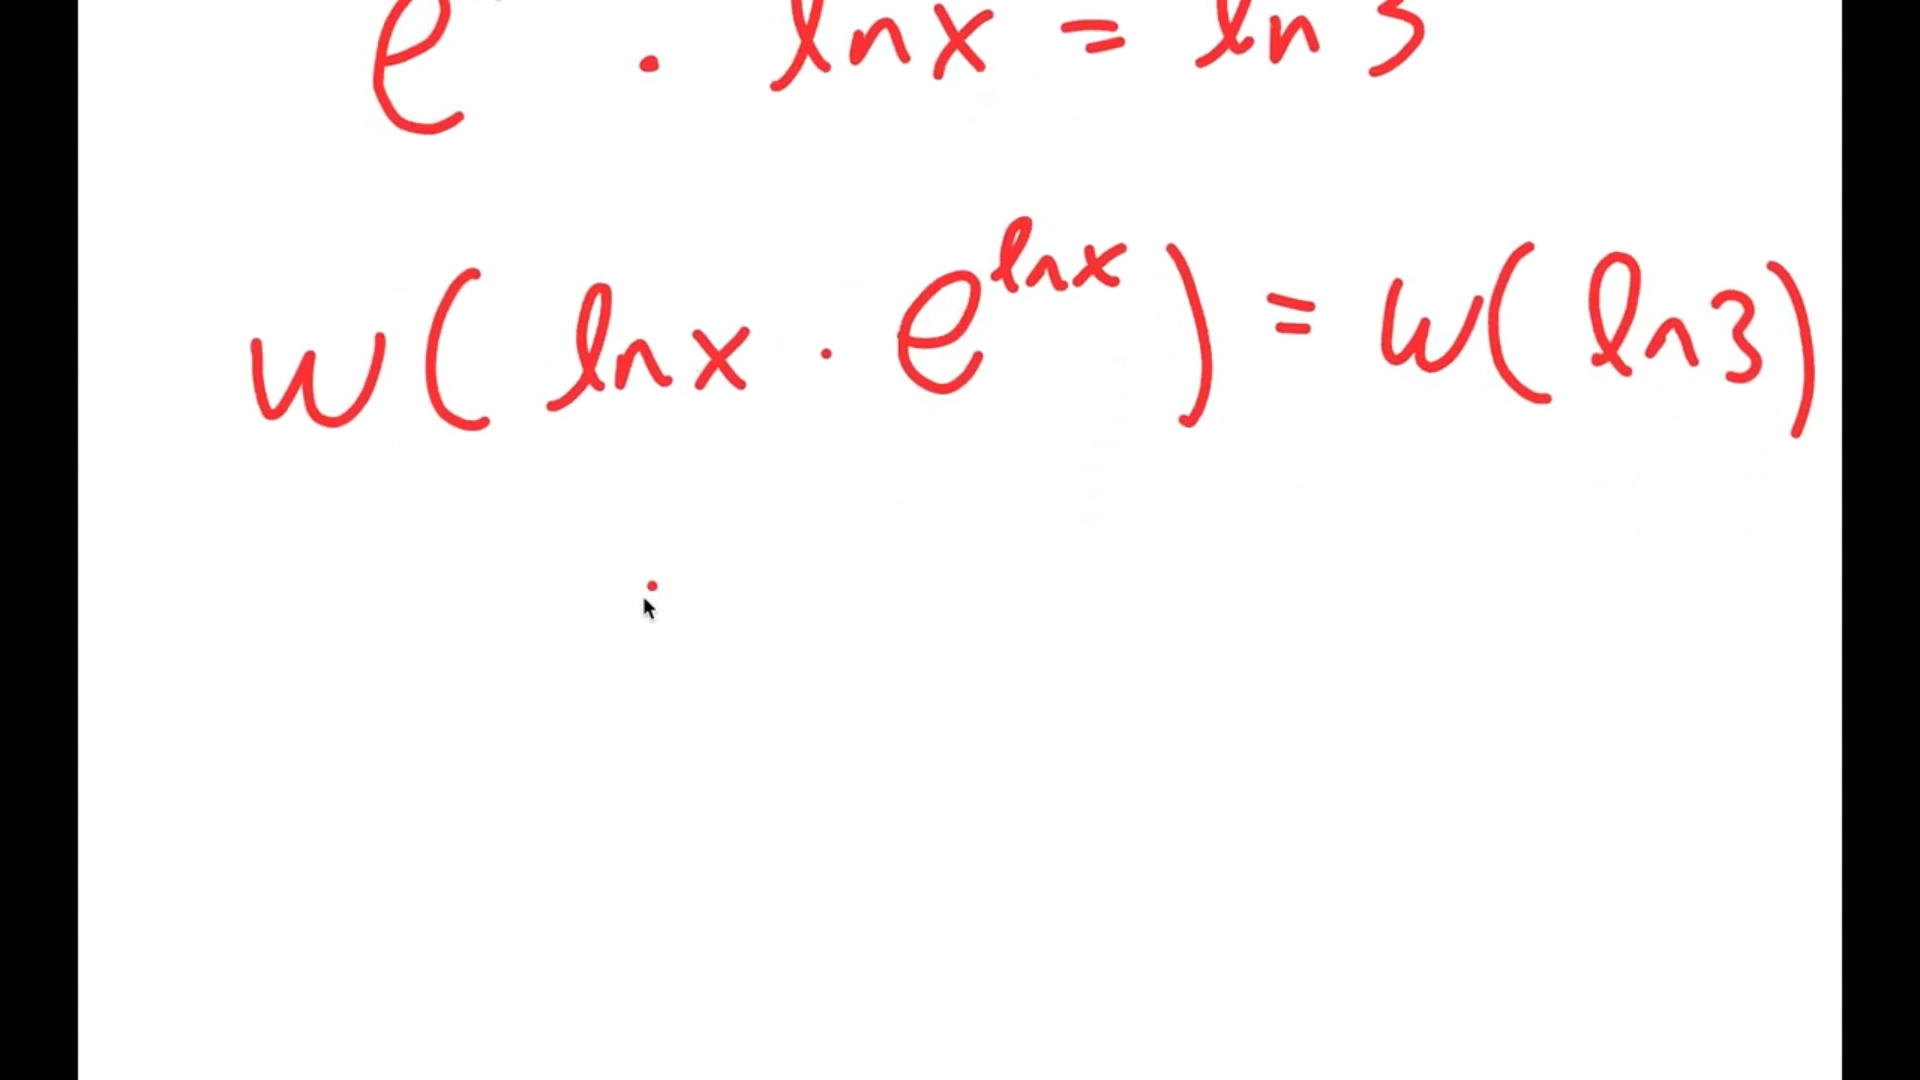 e · ln x = ln 3
w( ln x · e^{ln x} ) = w( ln 3 )